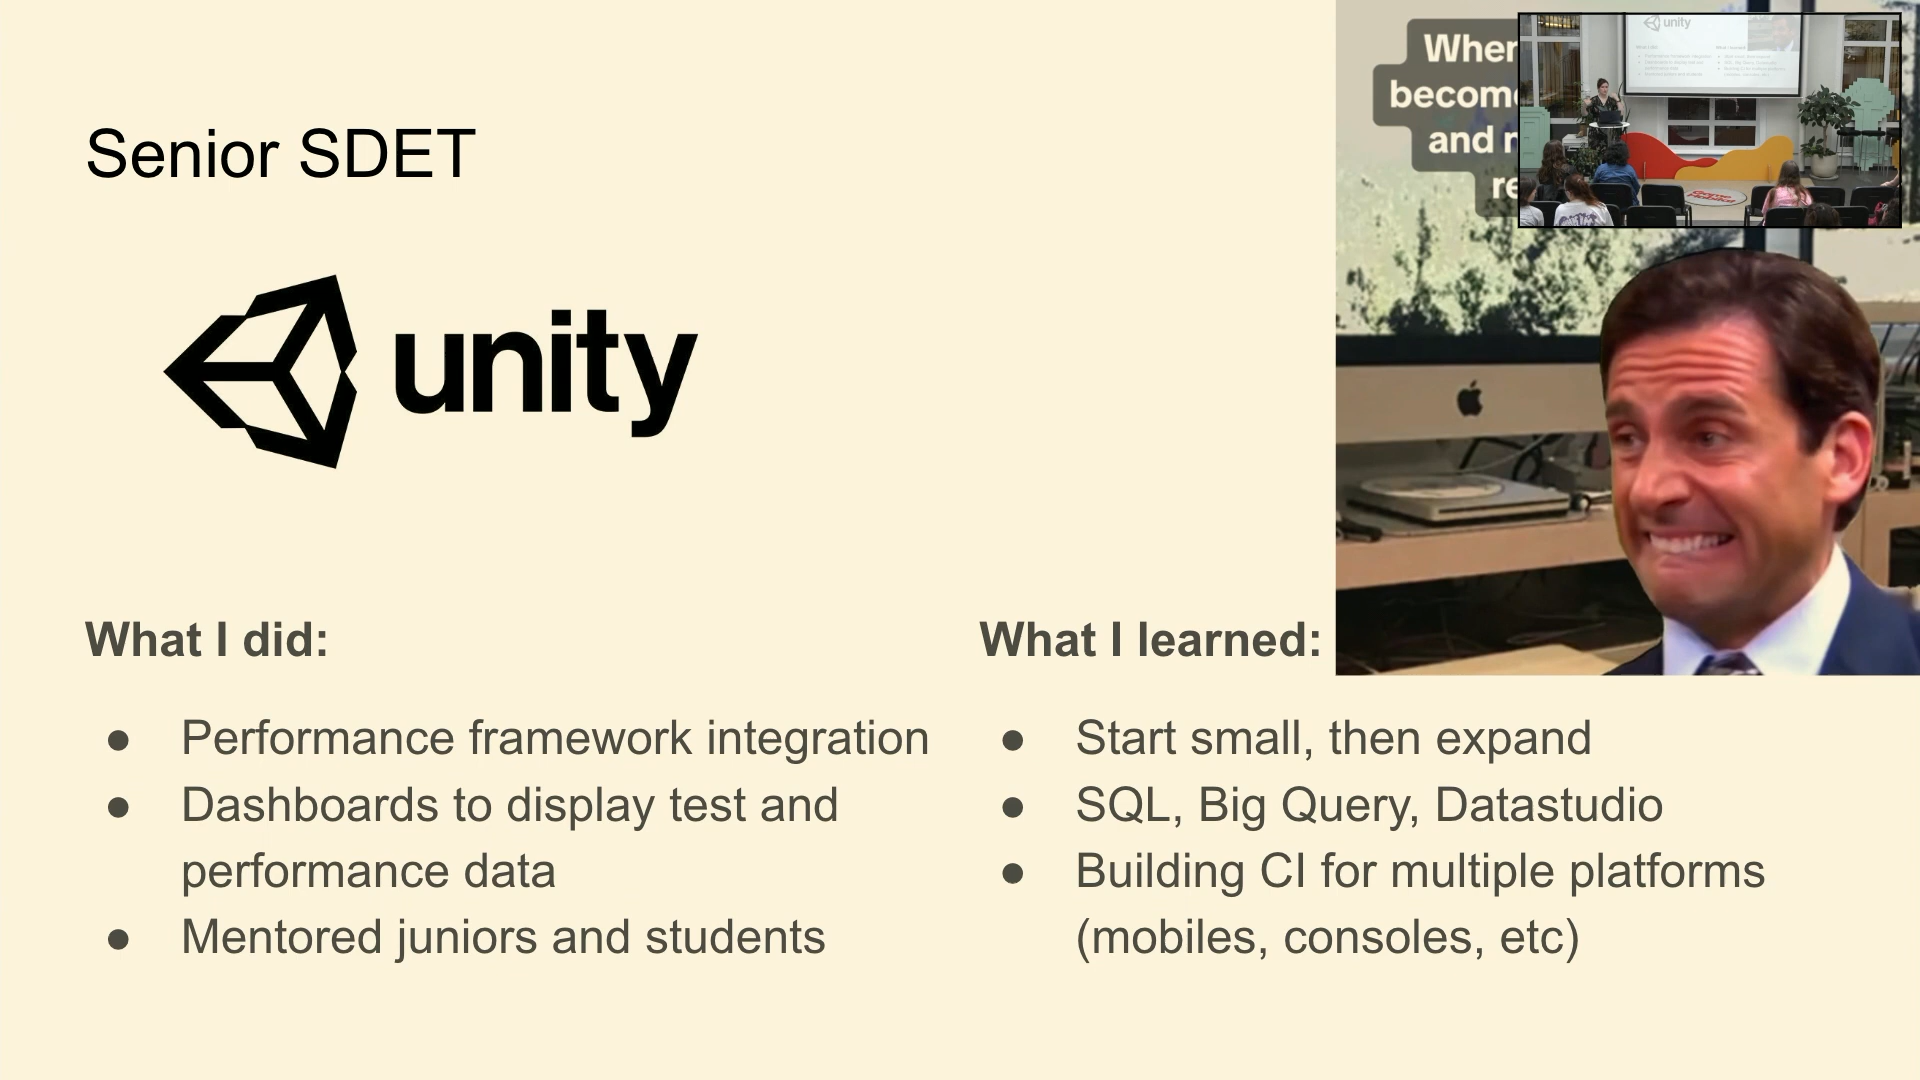 Senior SDET
unity
What I did:
● Performance framework integration
● Dashboards to display test and
performance data
● Mentored juniors and students
What I learned:
● Start small, then expand
● SQL, Big Query, Datastudio
● Building CI for multiple platforms
(mobiles, consoles, etc)
and
unity